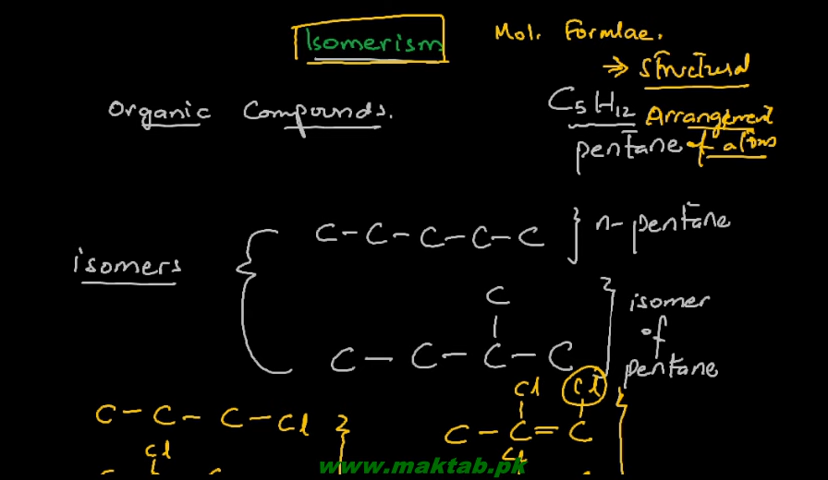 Isomerism
Mol. Formlae.
→ Structural
Organic Compounds.
C5H12
Arrangement
pentane
of atoms
isomers
C-C-C-C-C } n-pentane
C
isomer
of
C-C-C-C
pentane
Cl Cl
C-C-C-Cl
C-C=C
Cl
Cl
www.maktab.pk